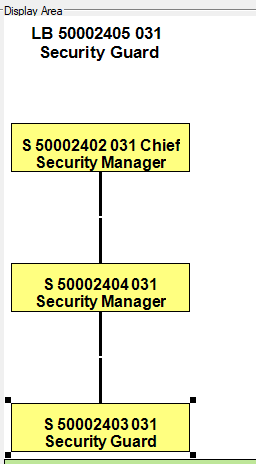 Display Area
LB 50002405 031
Security Guard
S 50002402 031 Chief
Security Manager
S 50002404 031
Security Manager
S 50002403 031
Security Guard